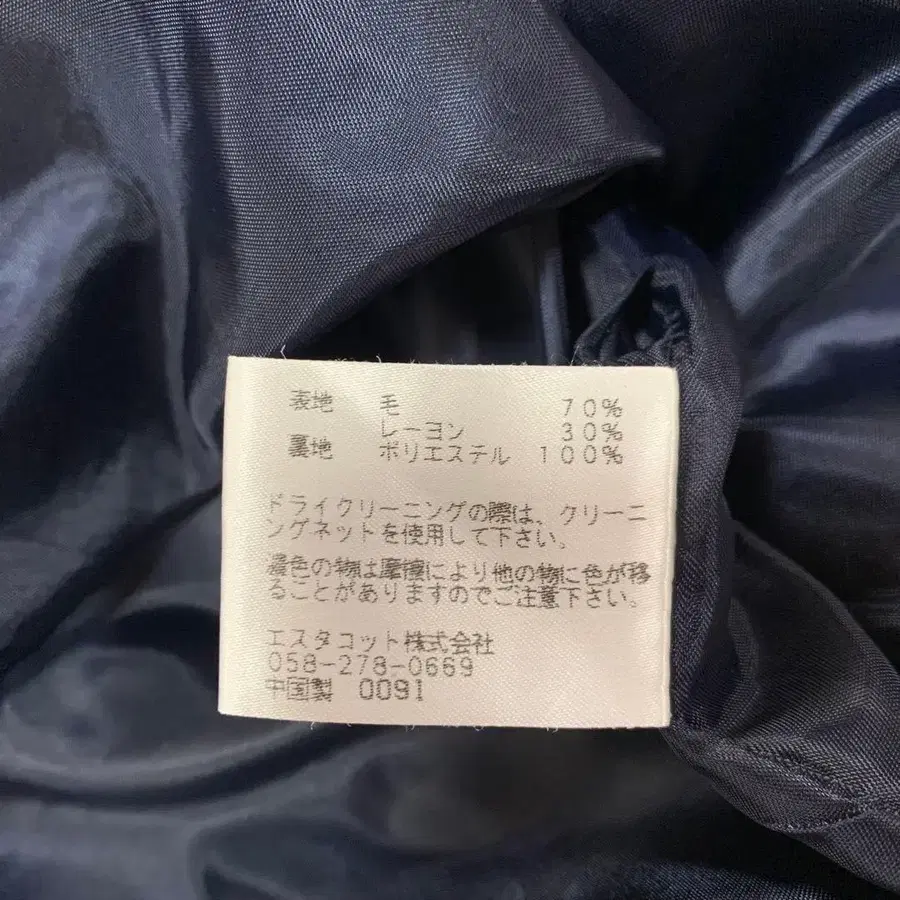 表地 毛 70%
レーヨン 30%
裏地 ポリエステル 100%
ドライクリーニングの際は、クリーニ
ングネットを使用して下さい。
濃色の物は摩擦により他の物に色が移
ることがありますのでご注意下さい。
エスタコット株式会社
058-278-0669
中国製 0091